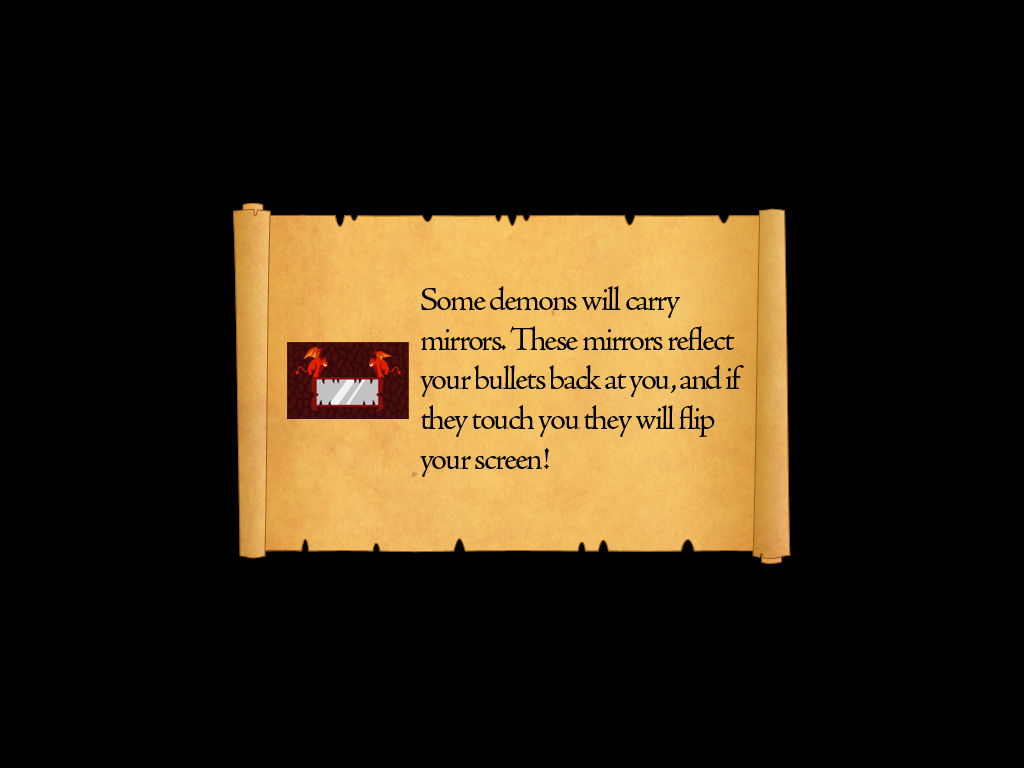 Some demons will carry
mirrors. These mirrors reflect
your bullets back at you, and if
they touch you they will flip
your screen!